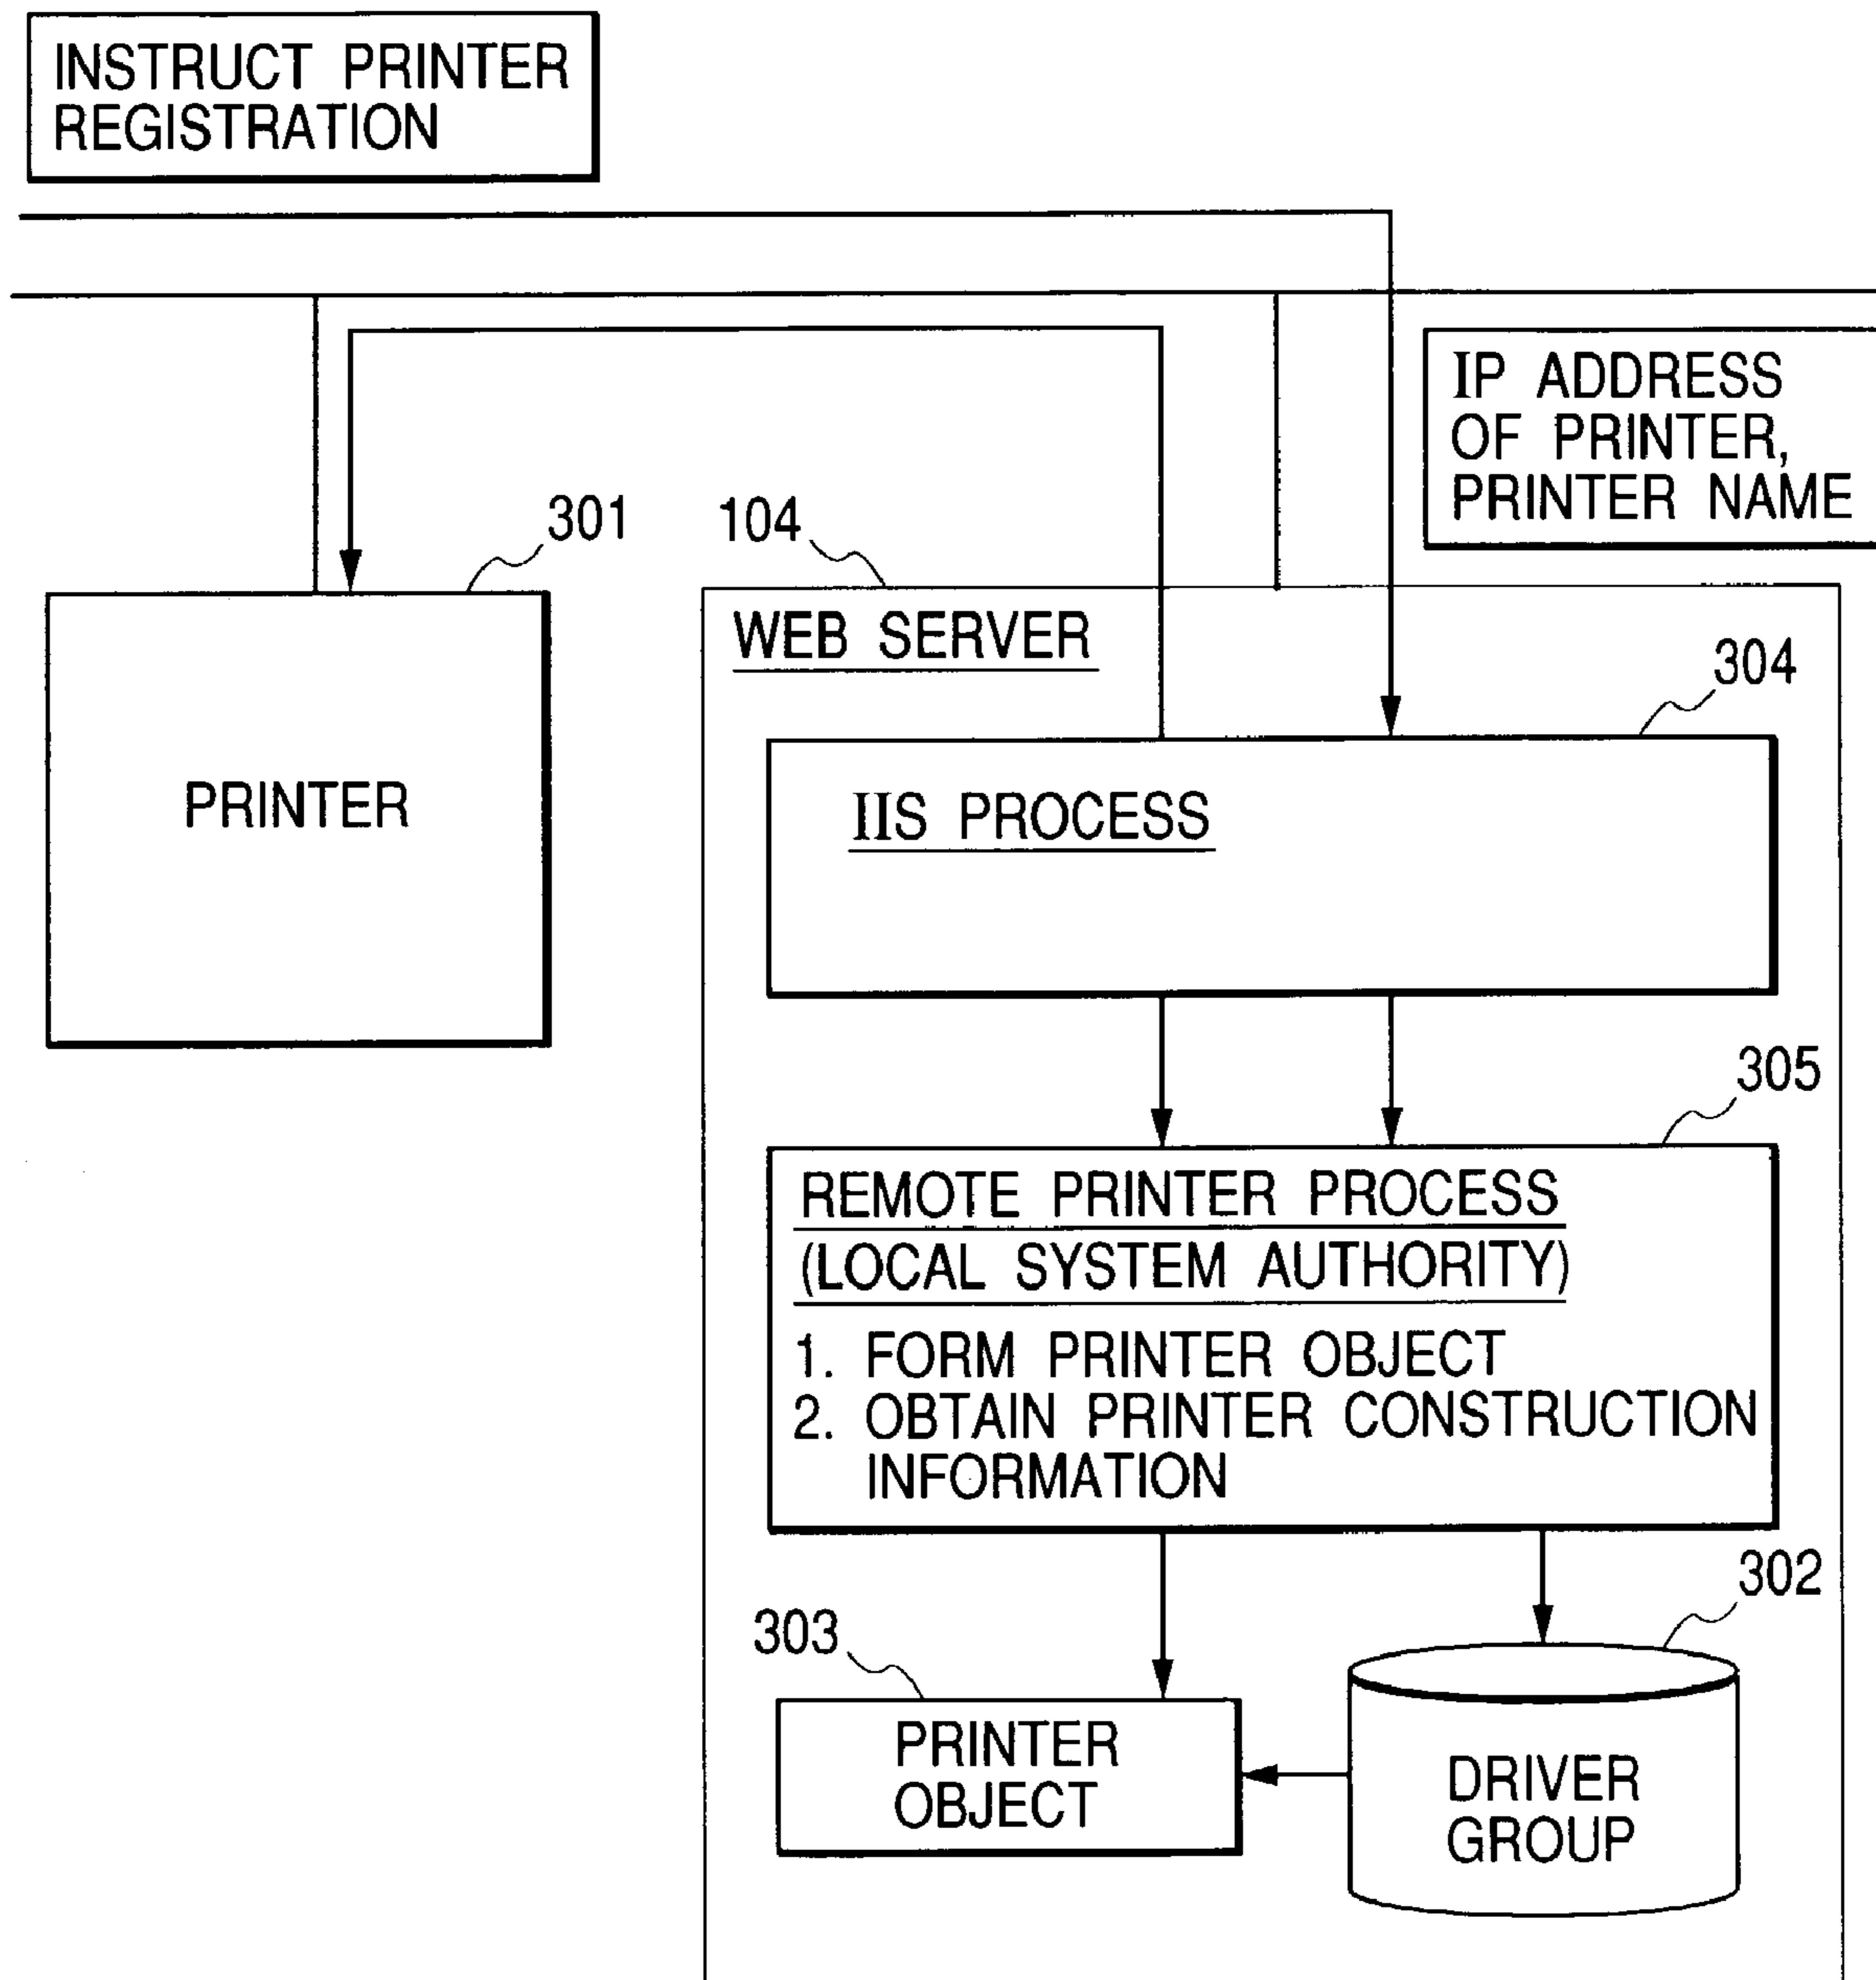 INSTRUCT PRINTER
REGISTRATION
IP ADDRESS
OF PRINTER,
PRINTER NAME
301
104
WEB SERVER
304
PRINTER
IIS PROCESS
305
REMOTE PRINTER PROCESS
(LOCAL SYSTEM AUTHORITY)
1. FORM PRINTER OBJECT
2. OBTAIN PRINTER CONSTRUCTION
INFORMATION
302
303
PRINTER
OBJECT
DRIVER
GROUP